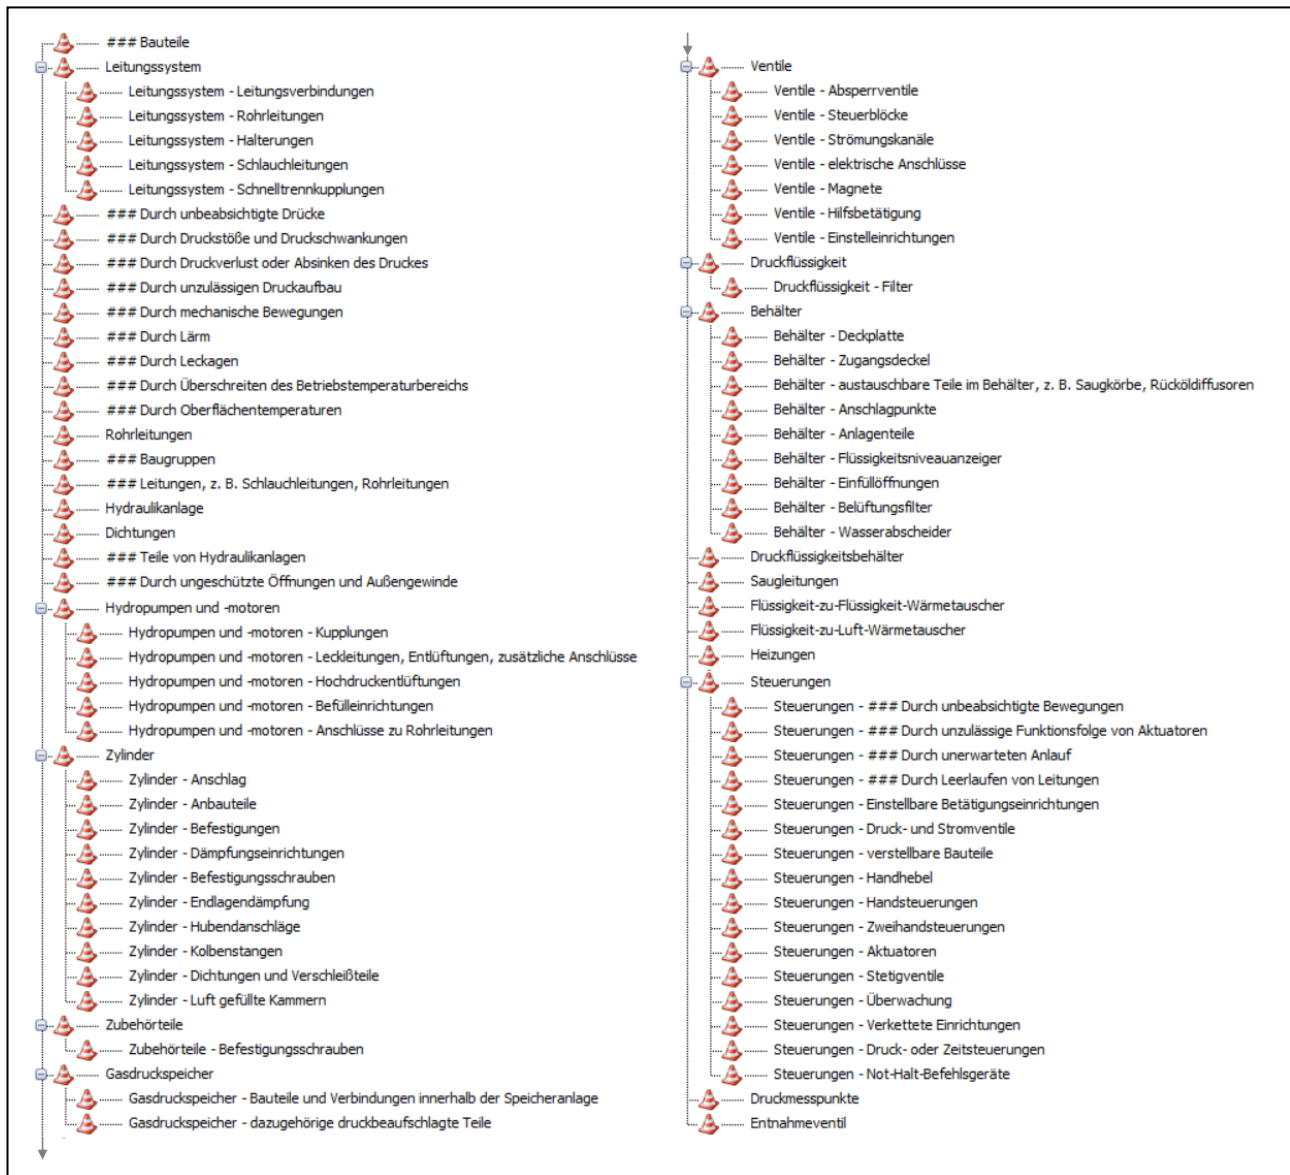 ### Bauteile
Leitungssystem
Leitungssystem - Leitungsverbindungen
Leitungssystem - Rohrleitungen
Leitungssystem - Halterungen
Leitungssystem - Schlauchleitungen
Leitungssystem - Schnelltrennkupplungen
### Durch unbeabsichtigte Drücke
### Durch Druckstöße und Druckschwankungen
### Durch Druckverlust oder Absinken des Druckes
### Durch unzulässigen Druckaufbau
### Durch mechanische Bewegungen
### Durch Lärm
### Durch Leckagen
### Durch Überschreiten des Betriebstemperaturbereichs
### Durch Oberflächentemperaturen
Rohrleitungen
### Baugruppen
### Leitungen, z. B. Schlauchleitungen, Rohrleitungen
Hydraulikanlage
Dichtungen
### Teile von Hydraulikanlagen
### Durch ungeschützte Öffnungen und Außengewinde
Hydropumpen und -motoren
Hydropumpen und -motoren - Kupplungen
Hydropumpen und -motoren - Leckleitungen, Entlüftungen, zusätzliche Anschlüsse
Hydropumpen und -motoren - Hochdruckentlüftungen
Hydropumpen und -motoren - Befülleinrichtungen
Hydropumpen und -motoren - Anschlüsse zu Rohrleitungen
Zylinder
Zylinder - Anschlag
Zylinder - Anbauteile
Zylinder - Befestigungen
Zylinder - Dämpfungseinrichtungen
Zylinder - Befestigungsschrauben
Zylinder - Endlagendämpfung
Zylinder - Hubendanschläge
Zylinder - Kolbenstangen
Zylinder - Dichtungen und Verschleißteile
Zylinder - Luft gefüllte Kammern
Zubehörteile
Zubehörteile - Befestigungsschrauben
Gasdruckspeicher
Gasdruckspeicher - Bauteile und Verbindungen innerhalb der Speicheranlage
Gasdruckspeicher - dazugehörige druckbeaufschlagte Teile
Ventile
Ventile - Absperrventile
Ventile - Steuerblöcke
Ventile - Strömungskanäle
Ventile - elektrische Anschlüsse
Ventile - Magnete
Ventile - Hilfsbetätigung
Ventile - Einstelleinrichtungen
Druckflüssigkeit
Druckflüssigkeit - Filter
Behälter
Behälter - Deckplatte
Behälter - Zugangsdeckel
Behälter - austauschbare Teile im Behälter, z. B. Saugkörbe, Rücköldiffusoren
Behälter - Anschlagpunkte
Behälter - Anlagenteile
Behälter - Flüssigkeitsniveauanzeiger
Behälter - Einfüllöffnungen
Behälter - Belüftungsfilter
Behälter - Wasserabscheider
Druckflüssigkeitsbehälter
Saugleitungen
Flüssigkeit-zu-Flüssigkeit-Wärmetauscher
Flüssigkeit-zu-Luft-Wärmetauscher
Heizungen
Steuerungen
Steuerungen - ### Durch unbeabsichtigte Bewegungen
Steuerungen - ### Durch unzulässige Funktionsfolge von Aktuatoren
Steuerungen - ### Durch unerwarteten Anlauf
Steuerungen - ### Durch Leerlaufen von Leitungen
Steuerungen - Einstellbare Betätigungseinrichtungen
Steuerungen - Druck- und Stromventile
Steuerungen - verstellbare Bauteile
Steuerungen - Handhebel
Steuerungen - Handsteuerungen
Steuerungen - Zweihandsteuerungen
Steuerungen - Aktuatoren
Steuerungen - Stetigventile
Steuerungen - Überwachung
Steuerungen - Verkettete Einrichtungen
Steuerungen - Druck- oder Zeitsteuerungen
Steuerungen - Not-Halt-Befehlsgeräte
Druckmesspunkte
Entnahmeventil